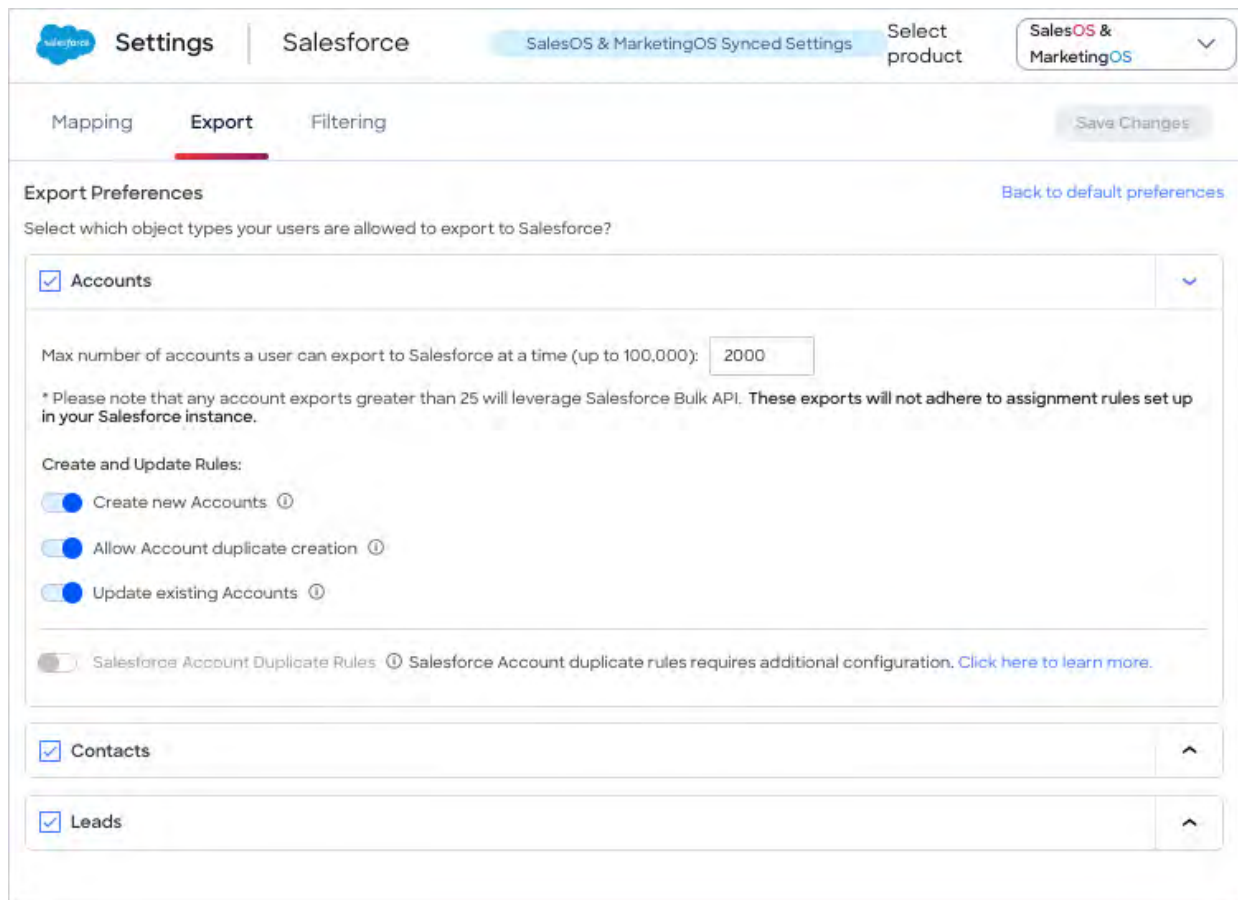 salesforce
Settings
Salesforce
SalesOS & MarketingOS Synced Settings
Select
product
SalesOS &
MarketingOS
Mapping
Export
Filtering
Save Changes
Export Preferences
Back to default preferences
Select which object types your users are allowed to export to Salesforce?
Accounts
Max number of accounts a user can export to Salesforce at a time (up to 100,000): 2000
* Please note that any account exports greater than 25 will leverage Salesforce Bulk API. These exports will not adhere to assignment rules set up
in your Salesforce instance.
Create and Update Rules:
Create new Accounts
Allow Account duplicate creation
Update existing Accounts
Salesforce Account Duplicate Rules Salesforce Account duplicate rules requires additional configuration. Click here to learn more.
Contacts
Leads